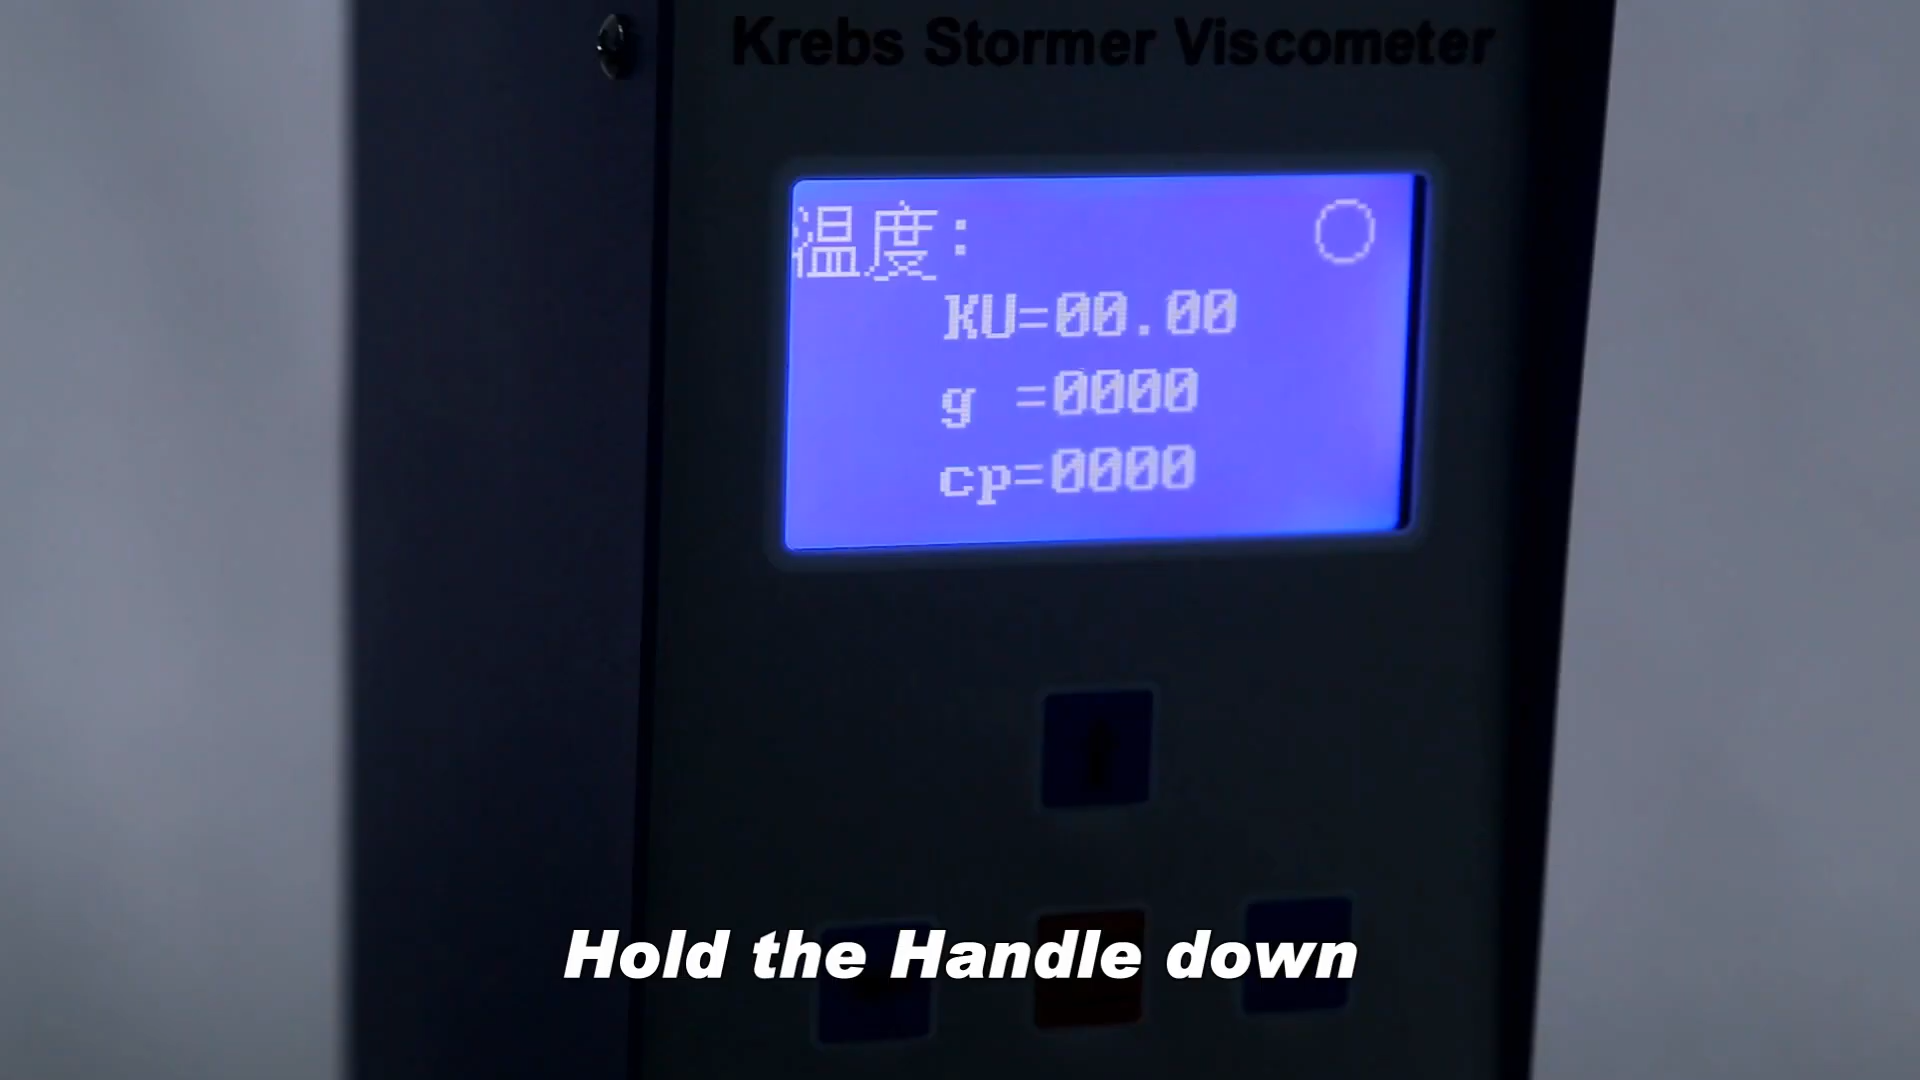 Krebs Stormer Viscometer
温度:
KU=00.00
g =0000
cp=0000
Hold the Handle down